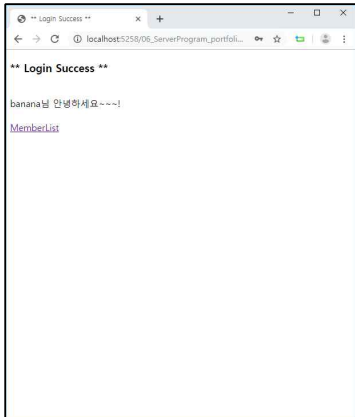 ** Login Success **
localhost:5258/06_ServerProgram_portfoli...
** Login Success **
banana님 안녕하세요~~~!
MemberList